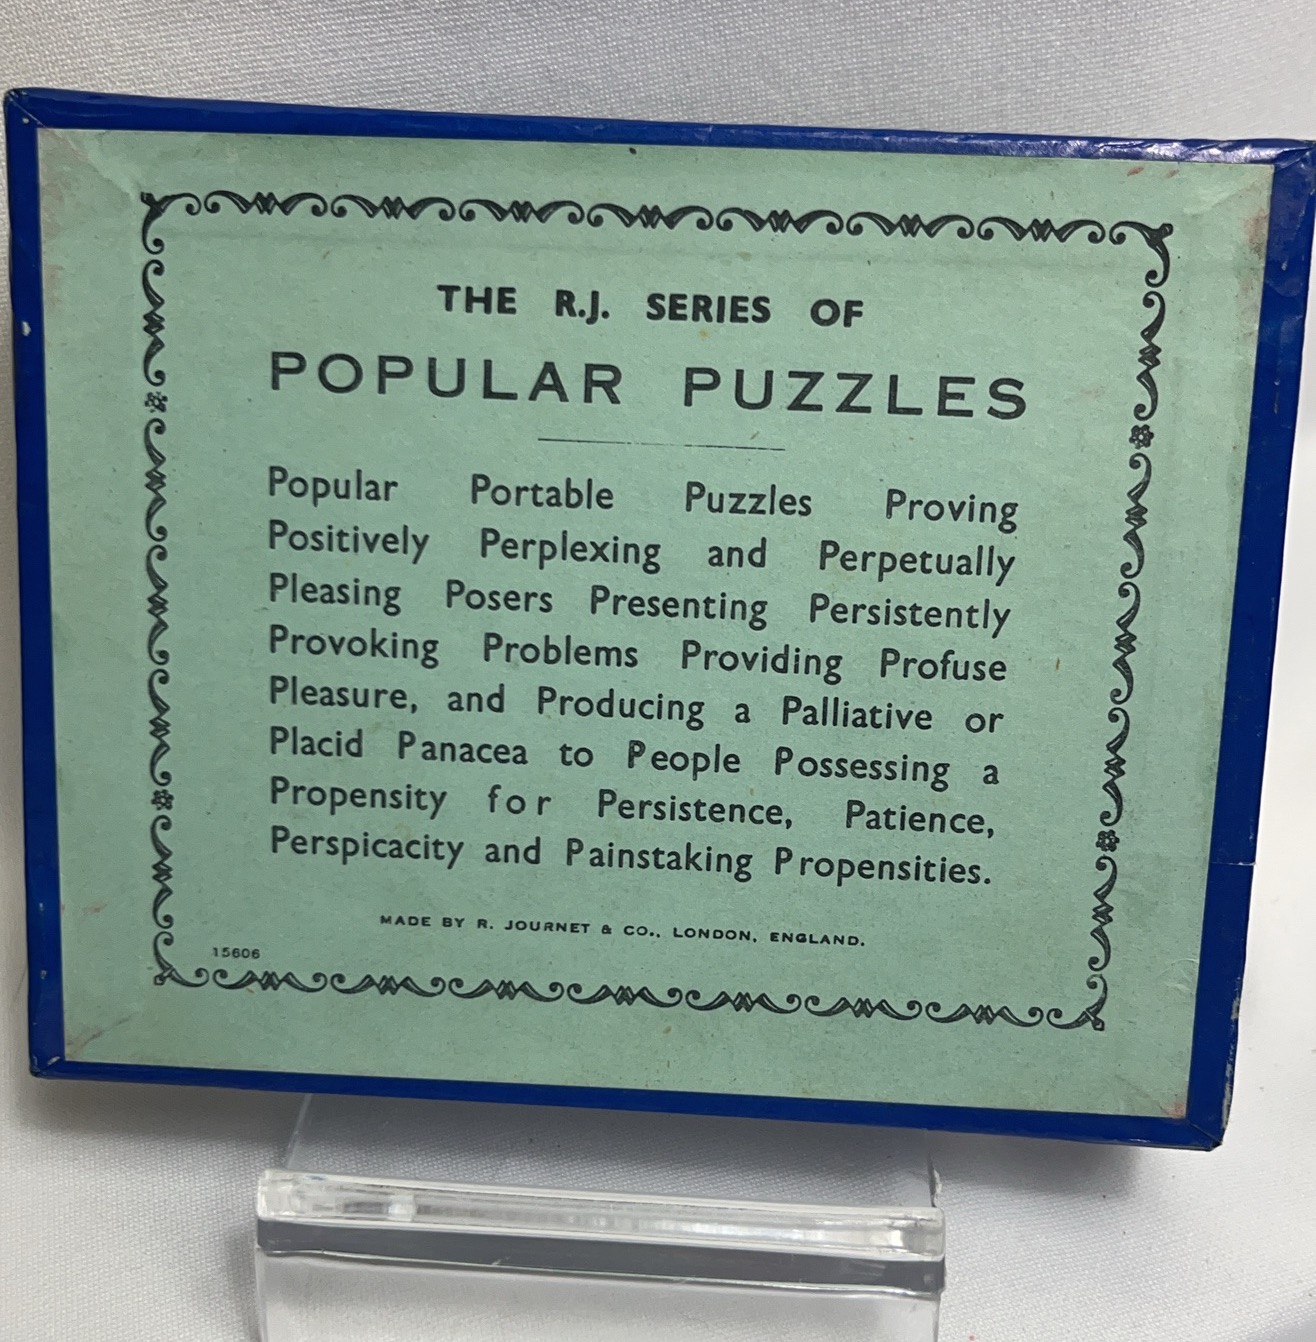 THE R.J. SERIES OF
POPULAR PUZZLES
Popular Portable Puzzles Proving
Positively Perplexing and Perpetually
Pleasing Posers Presenting Persistently
Provoking Problems Providing Profuse
Pleasure, and Producing a Palliative or
Placid Panacea to People Possessing a
Propensity for Persistence, Patience,
Perspicacity and Painstaking Propensities.
MADE BY R. JOURNET & CO., LONDON, ENGLAND.
15606